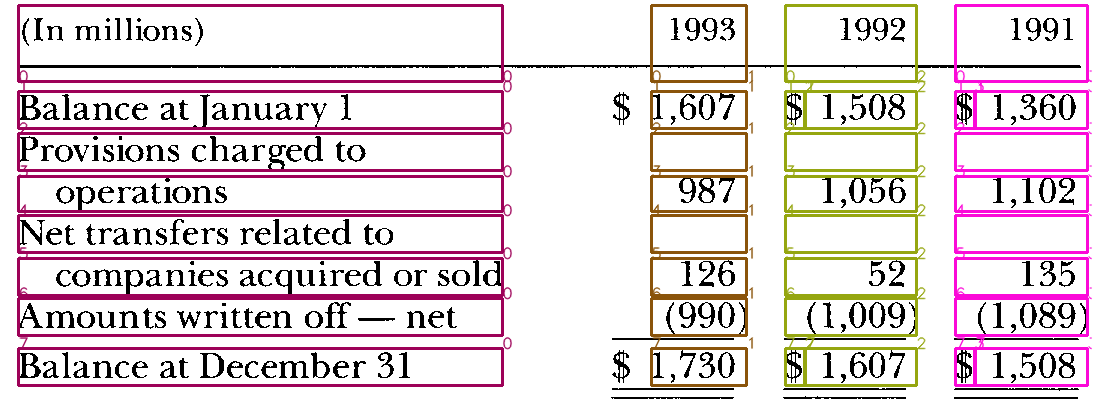 (In millions) 1993 1992 1991
Balance at January 1 $ 1,607 $ 1,508 $ 1,360
Provisions charged to
operations 987 1,056 1,102
Net transfers related to
companies acquired or sold 126 52 135
Amounts written off — net (990) (1,009) (1,089)
Balance at December 31 $ 1,730 $ 1,607 $ 1,508